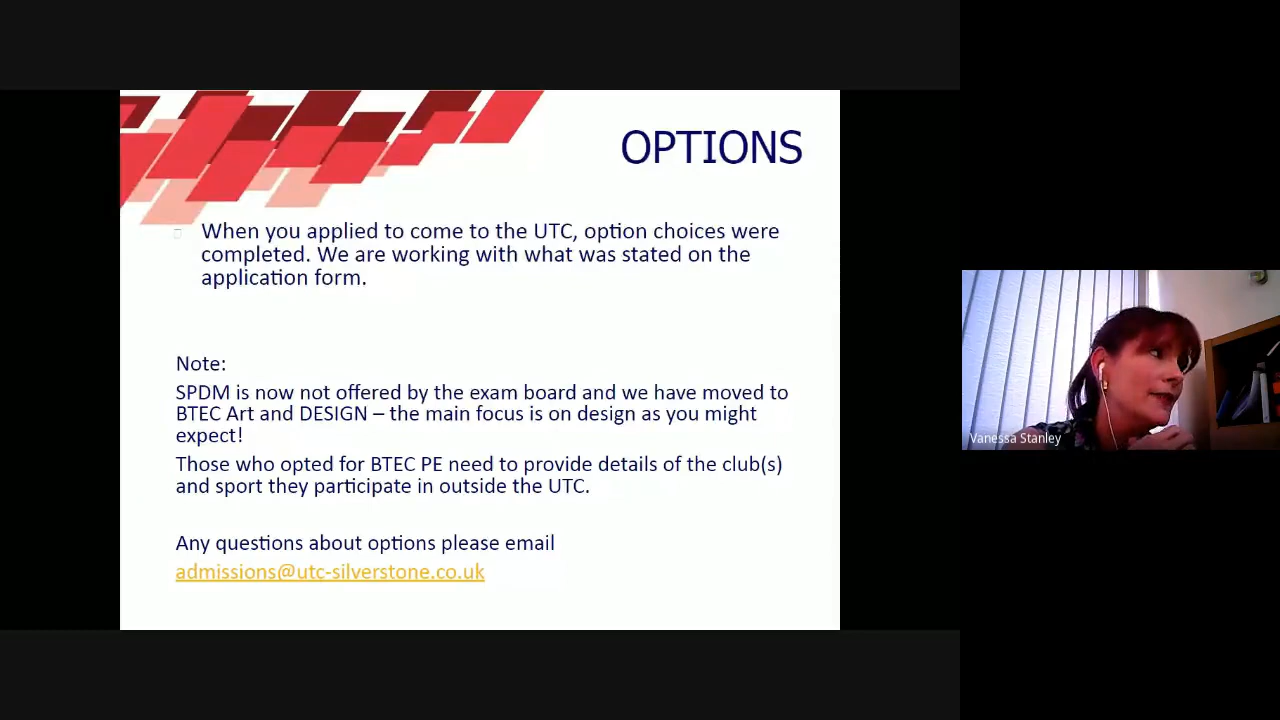 OPTIONS
When you applied to come to the UTC, option choices were
completed. We are working with what was stated on the
application form.
Note:
SPDM is now not offered by the exam board and we have moved to
BTEC Art and DESIGN – the main focus is on design as you might
expect!
Those who opted for BTEC PE need to provide details of the club(s)
and sport they participate in outside the UTC.
Any questions about options please email
admissions@utc-silverstone.co.uk
Vanessa Stanley